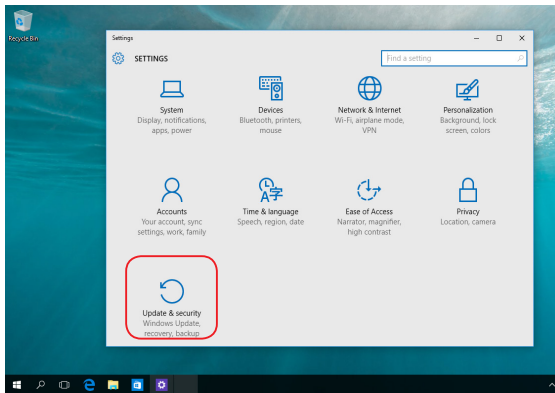 Recycle Bin
Settings
SETTINGS
Find a setting
System
Display, notifications,
apps, power
Devices
Bluetooth, printers,
mouse
Network & Internet
Wi-Fi, airplane mode,
VPN
Personalization
Background, lock
screen, colors
Accounts
Your account, sync
settings, work, family
Time & language
Speech, region, date
Ease of Access
Narrator, magnifier,
high contrast
Privacy
Location, camera
Update & security
Windows Update,
recovery, backup